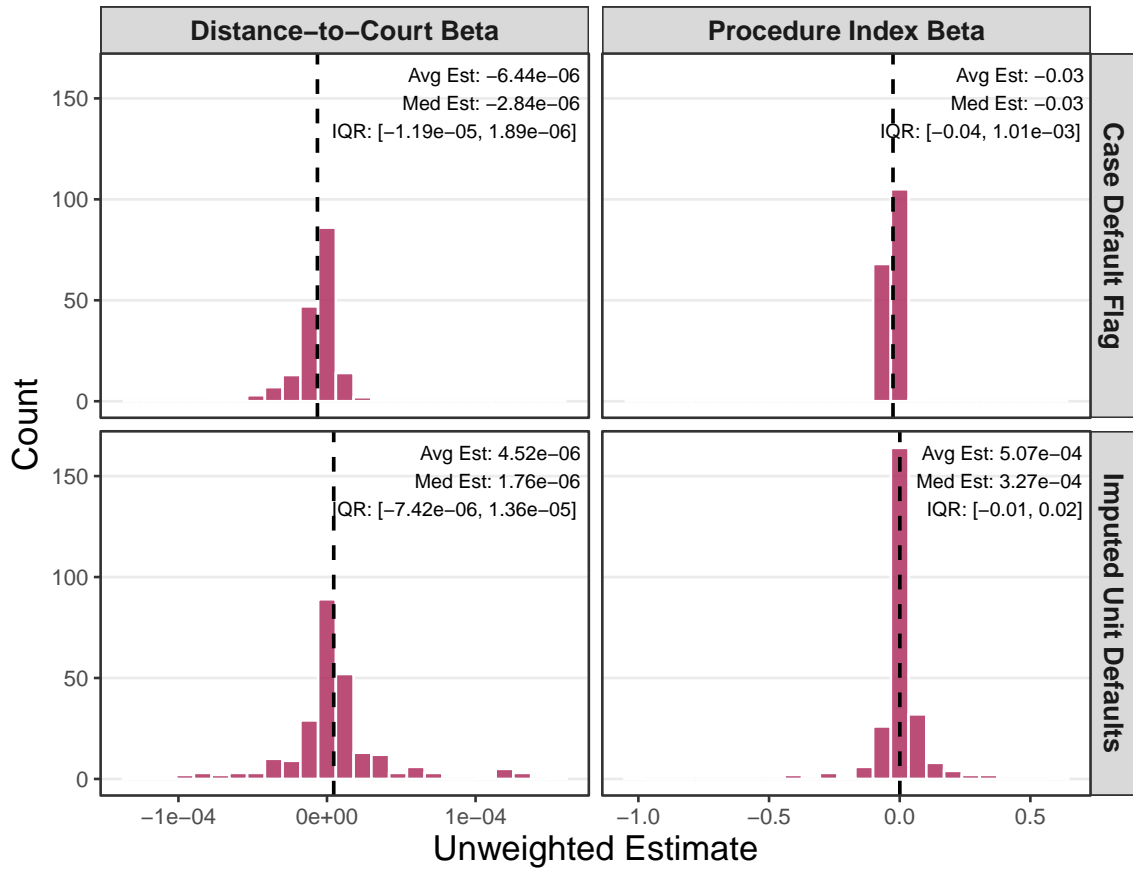 Distance−to−Court Beta
Procedure Index Beta
Avg Est: −6.44e−06
Med Est: −2.84e−06
IQR: [−1.19e−05, 1.89e−06]
Avg Est: −0.03
Med Est: −0.03
IQR: [−0.04, 1.01e−03]
Case Default Flag
150
100
50
0
Count
Avg Est: 4.52e−06
Med Est: 1.76e−06
IQR: [−7.42e−06, 1.36e−05]
Avg Est: 5.07e−04
Med Est: 3.27e−04
IQR: [−0.01, 0.02]
Imputed Unit Defaults
150
100
50
0
−1e−04
0e+00
1e−04
−1.0
−0.5
0.0
0.5
Unweighted Estimate